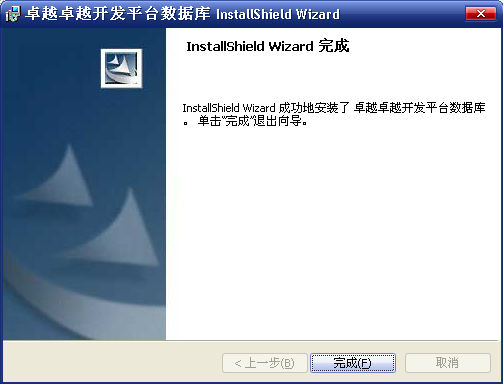 卓越卓越开发平台数据库 InstallShield Wizard
InstallShield Wizard 完成
InstallShield Wizard 成功地安装了 卓越卓越开发平台数据库
。 单击“完成”退出向导。
< 上一步(B)
完成(F)
取消